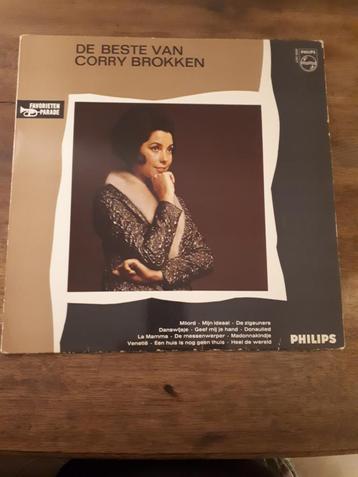 DE BESTE VAN
CORRY BROKKEN
PHILIPS
FAVORIETEN
PARADE
Milord - Mijn ideaal - De zigeuners
Danswijsje - Geef mij je hand - Donaulied
La Mamma - De messenwerper - Madonnakindje
Venetië - Een huis is nog geen thuis - Heel de wereld
PHILIPS